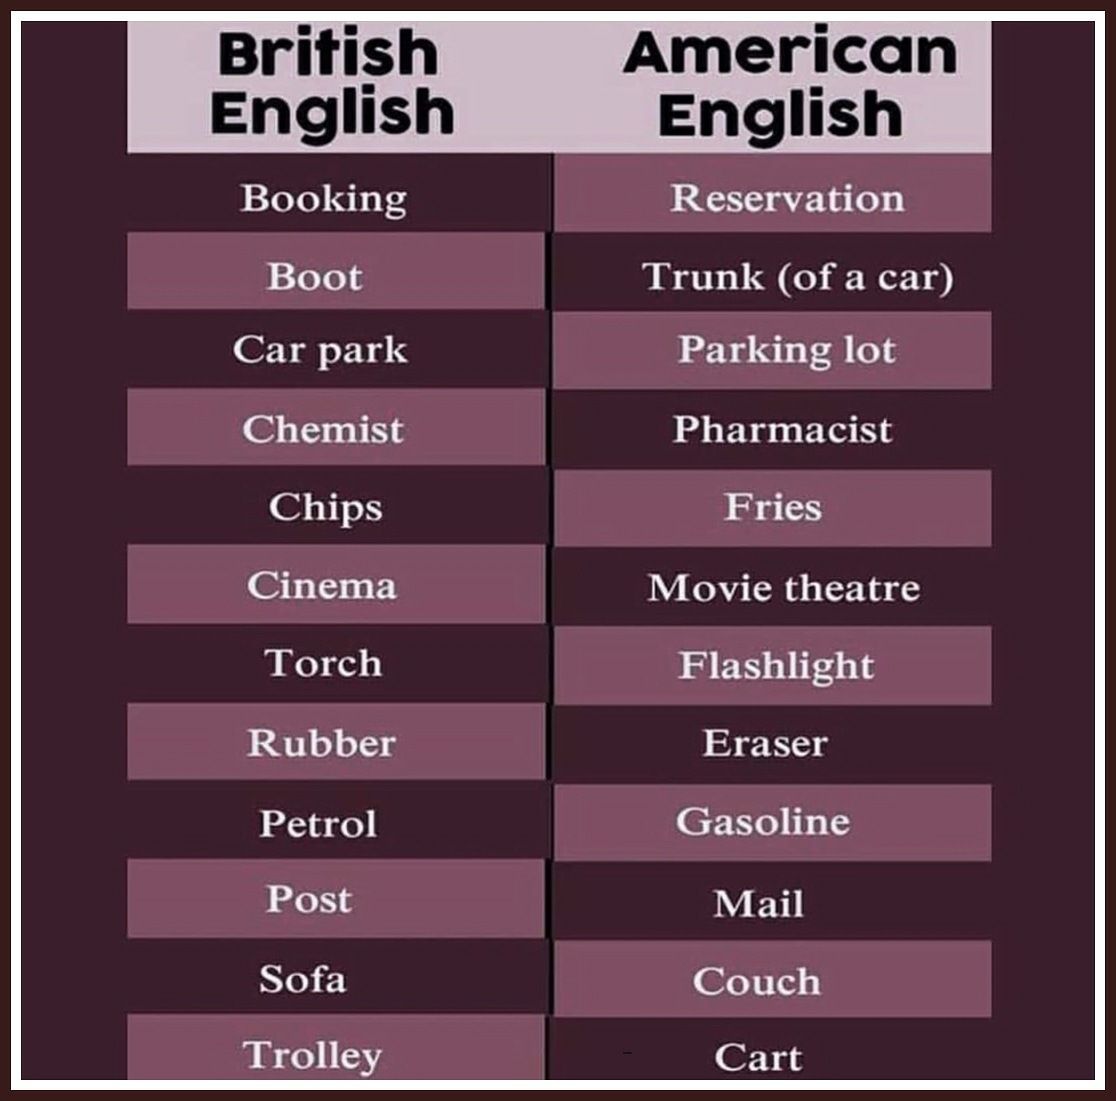 British American
English English
Booking Reservation
Boot Trunk (of a car)
Car park Parking lot
Chemist Pharmacist
Chips Fries
Cinema Movie theatre
Torch Flashlight
Rubber Eraser
Petrol Gasoline
Post Mail
Sofa Couch
Trolley Cart